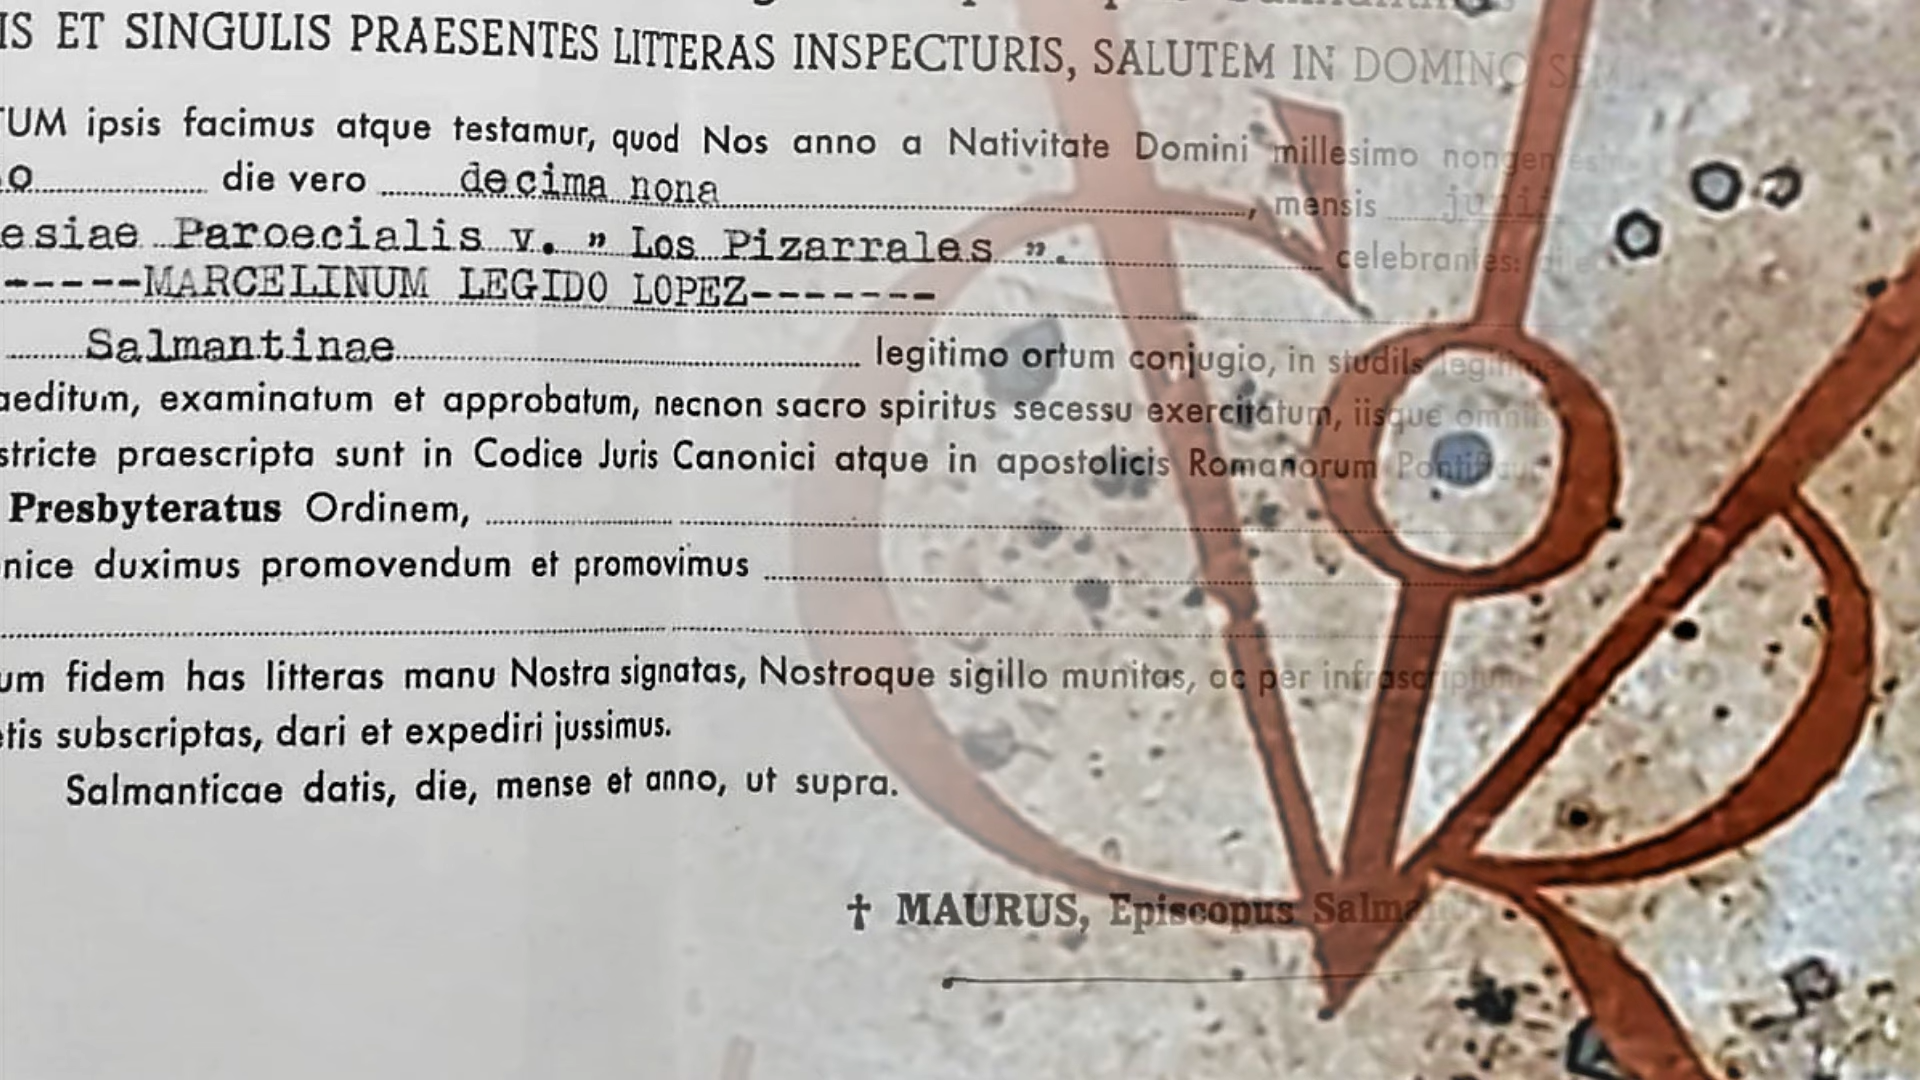 IS ET SINGULIS PRAESENTES LITTERAS INSPECTURIS, SALUTEM IN DOMINO
TUM ipsis facimus atque testamur, quod Nos anno a Nativitate Domini millesimo
o die vero decima nona , mensis
esiae Paroecialis v. " Los Pizarrales ". celebrantes:
-----MARCELINUM LEGIDO LOPEZ-------
Salmantinae legitimo ortum conjugio, in studiis
aeditum, examinatum et approbatum, necnon sacro spiritus secessu exercitatum, iisque
stricte praescripta sunt in Codice Juris Canonici atque in apostolicis Romanorum
Presbyteratus Ordinem,
nice duximus promovendum et promovimus
um fidem has litteras manu Nostra signatas, Nostroque sigillo munitas, ac per
etis subscriptas, dari et expediri jussimus.
Salmanticae datis, die, mense et anno, ut supra.
† MAURUS, Episcopus Salma